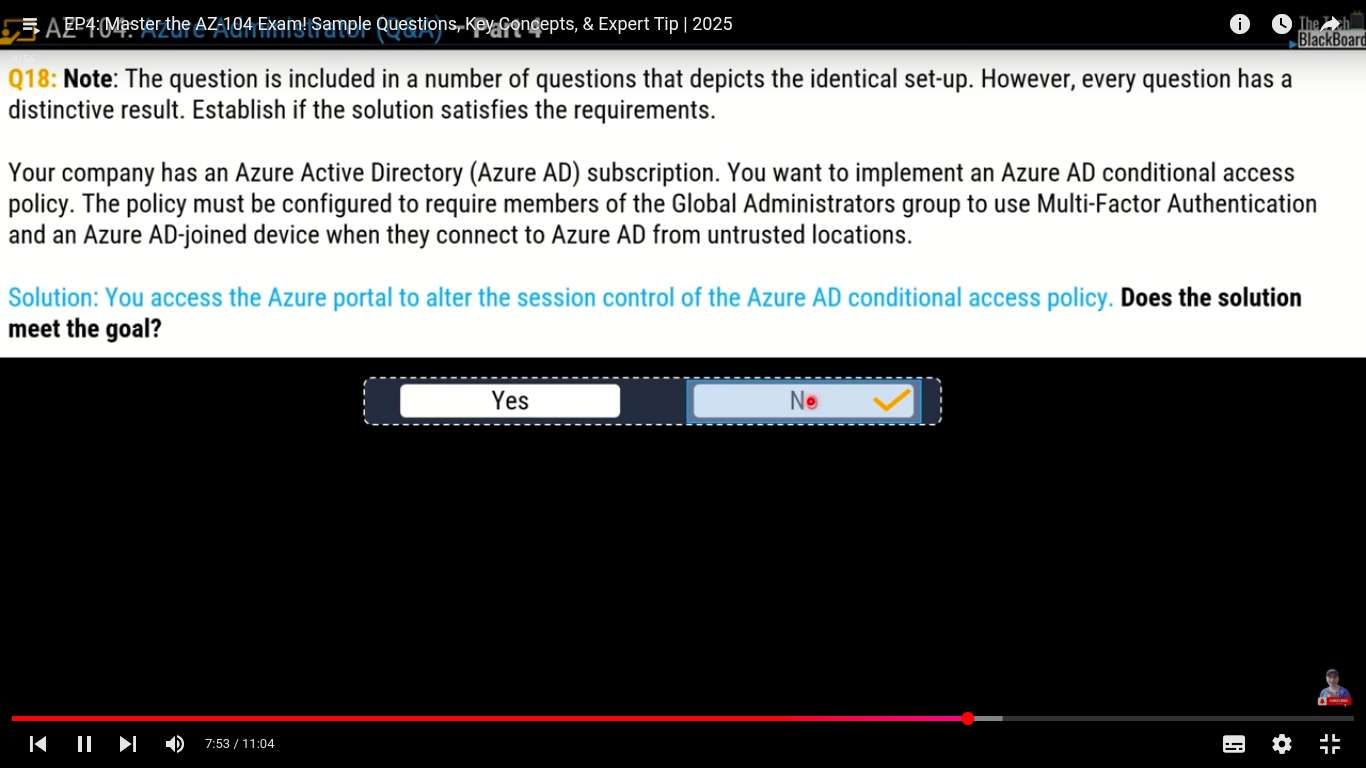 EP4: Master the AZ-104 Exam! Sample Questions, Key Concepts, & Expert Tip | 2025
AZ-104: Azure Administrator (Q&A) - Part 4
The Tech
BlackBoard
Q18: Note: The question is included in a number of questions that depicts the identical set-up. However, every question has a
distinctive result. Establish if the solution satisfies the requirements.
Your company has an Azure Active Directory (Azure AD) subscription. You want to implement an Azure AD conditional access
policy. The policy must be configured to require members of the Global Administrators group to use Multi-Factor Authentication
and an Azure AD-joined device when they connect to Azure AD from untrusted locations.
Solution: You access the Azure portal to alter the session control of the Azure AD conditional access policy. Does the solution
meet the goal?
Yes
No
7:53 / 11:04